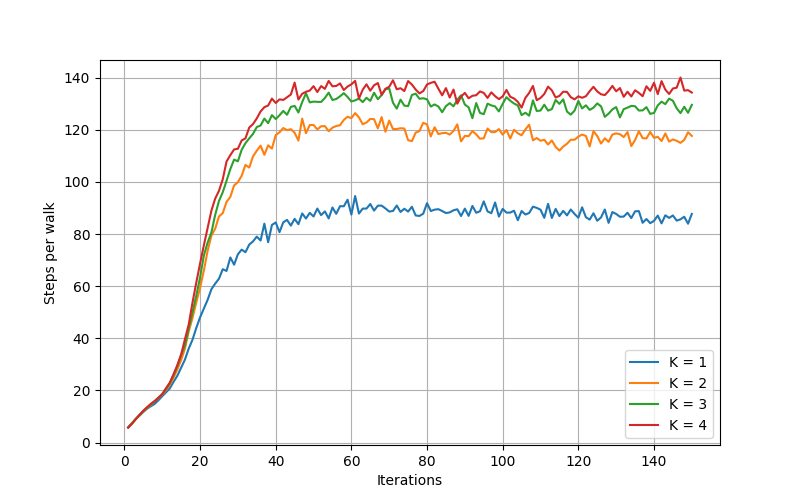 140
120
100
80
60
40
20
0
Steps per walk
0 20 40 60 80 100 120 140
Iterations
K = 1
K = 2
K = 3
K = 4